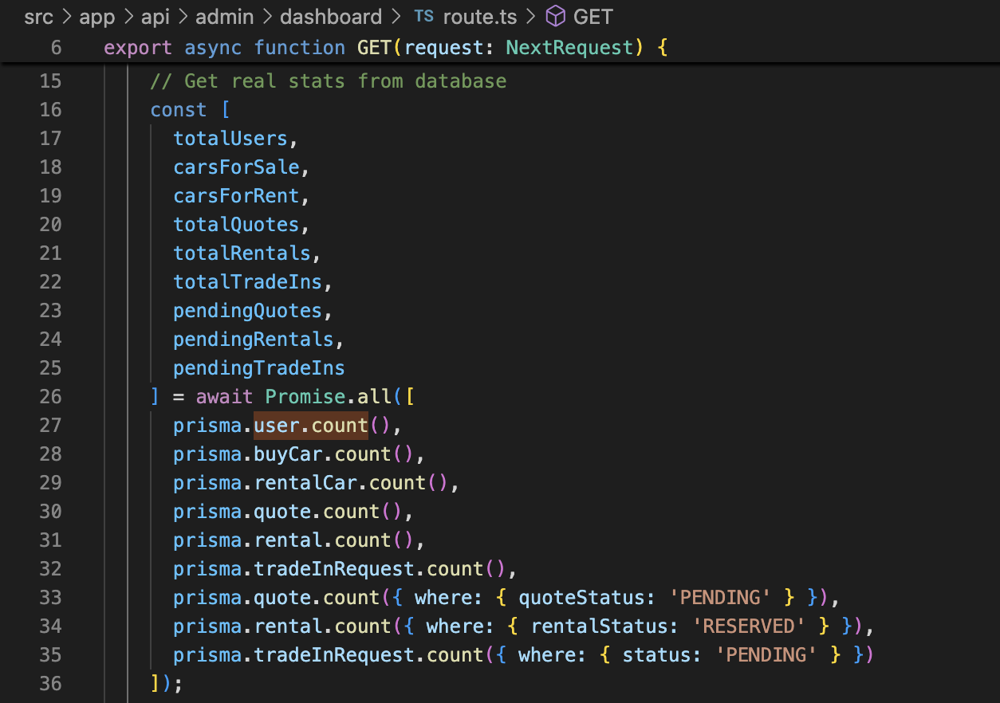 src > app > api > admin > dashboard > TS route.ts > GET
6 export async function GET(request: NextRequest) {
15 // Get real stats from database
16 const [
17 totalUsers,
18 carsForSale,
19 carsForRent,
20 totalQuotes,
21 totalRentals,
22 totalTradeIns,
23 pendingQuotes,
24 pendingRentals,
25 pendingTradeIns
26 ] = await Promise.all([
27 prisma.user.count(),
28 prisma.buyCar.count(),
29 prisma.rentalCar.count(),
30 prisma.quote.count(),
31 prisma.rental.count(),
32 prisma.tradeInRequest.count(),
33 prisma.quote.count({ where: { quoteStatus: 'PENDING' } }),
34 prisma.rental.count({ where: { rentalStatus: 'RESERVED' } }),
35 prisma.tradeInRequest.count({ where: { status: 'PENDING' } })
36 ]);